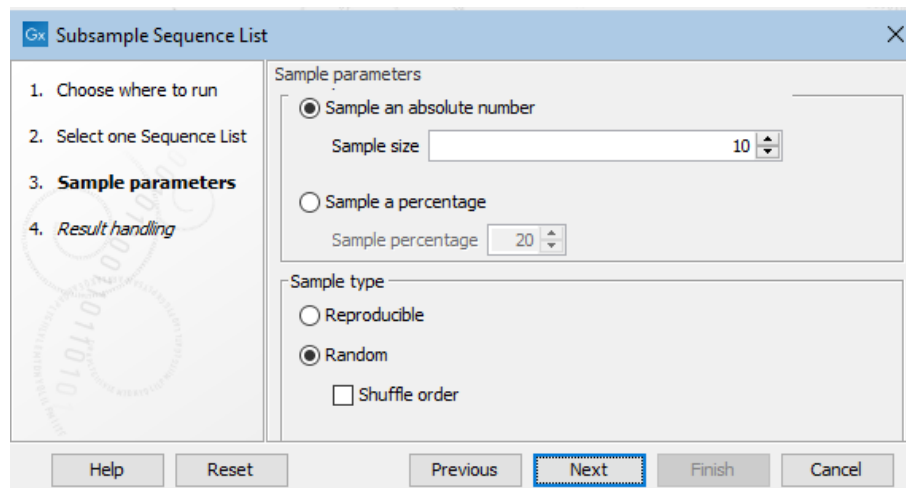 Gx Subsample Sequence List
1. Choose where to run
2. Select one Sequence List
3. Sample parameters
4. Result handling
Sample parameters
Sample an absolute number
Sample size 10
Sample a percentage
Sample percentage 20
Sample type
Reproducible
Random
Shuffle order
Help Reset Previous Next Finish Cancel